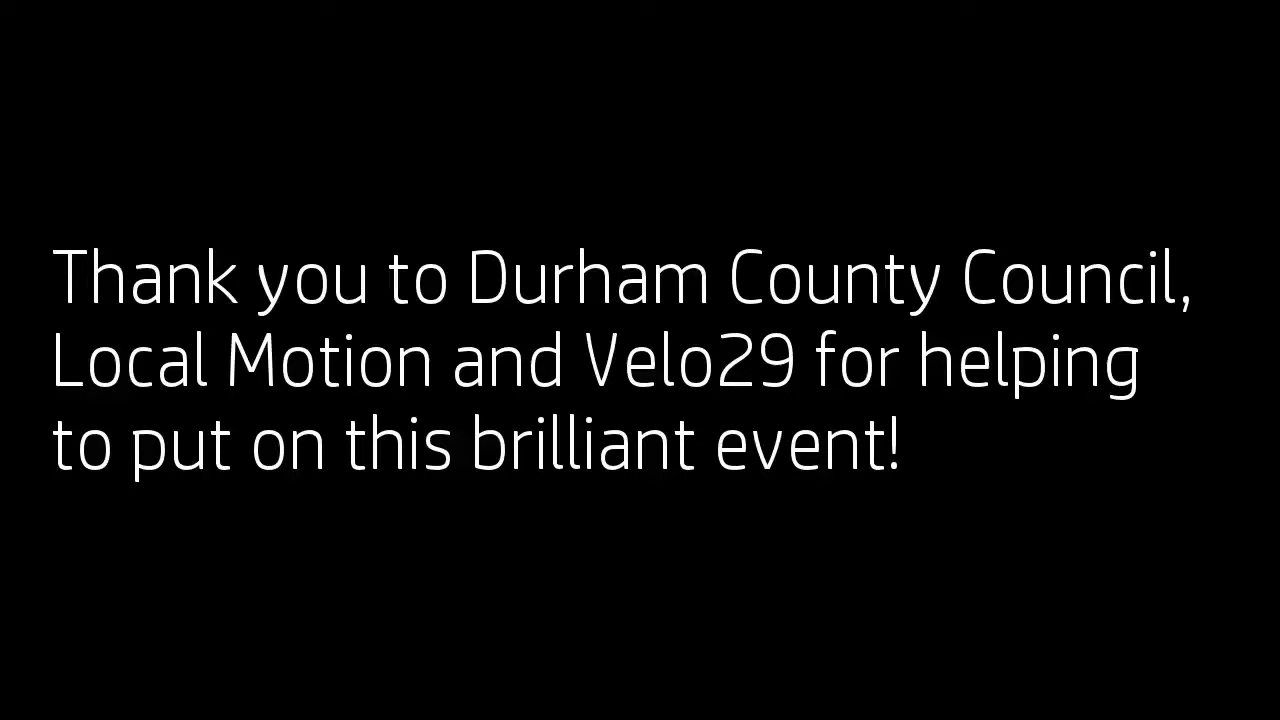 Thank you to Durham County Council,
Local Motion and Velo29 for helping
to put on this brilliant event!